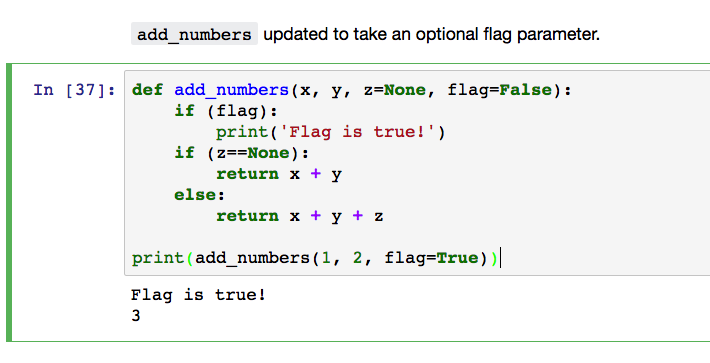 add_numbers updated to take an optional flag parameter.
In [37]: def add_numbers(x, y, z=None, flag=False):
    if (flag):
        print('Flag is true!')
    if (z==None):
        return x + y
    else:
        return x + y + z
print(add_numbers(1, 2, flag=True))
Flag is true!
3